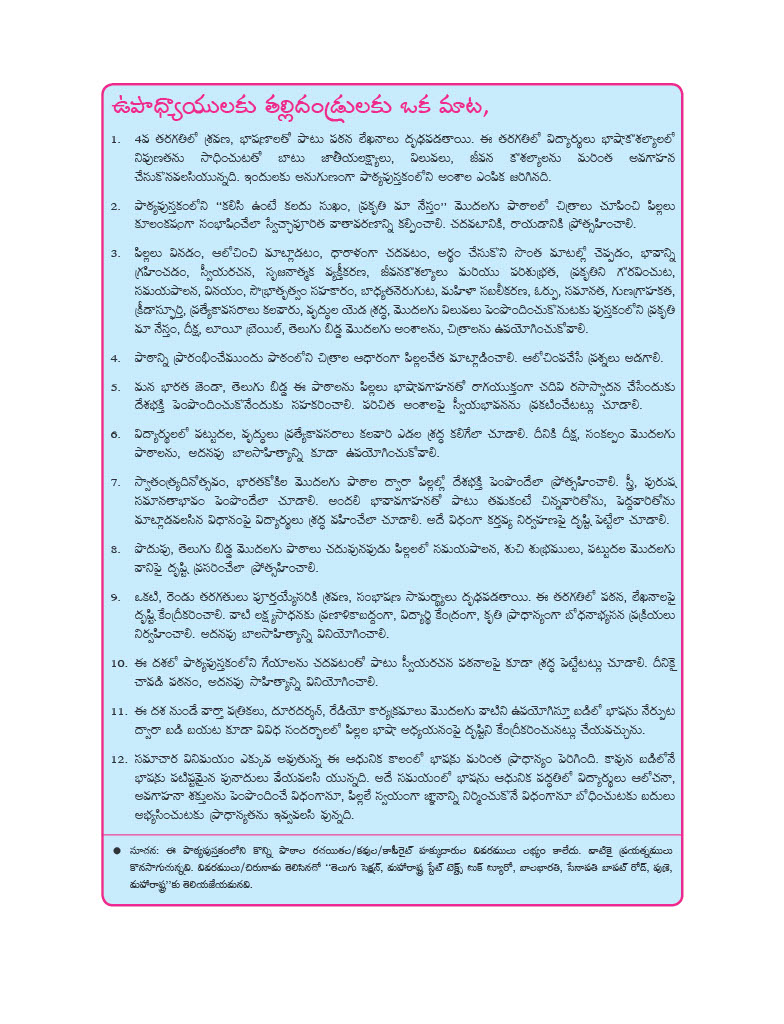 ఉపాధ్యాయులకు తల్లిదండ్రులకు ఒక మాట,
1. 4వ తరగతిలో శ్రవణ, భాషణాలతో పాటు పఠన లేఖనాలు దృఢపడతాయి. ఈ తరగతిలో విద్యార్థులు భాషాకౌశల్యాలలో
నిపుణతను సాధించుటతో బాటు జాతీయలక్ష్యాలు, విలువలు, జీవన కౌశల్యాలను మరింత అవగాహన
చేసుకొనవలసియున్నది. ఇందులకు అనుగుణంగా పాఠ్యపుస్తకంలోని అంశాల ఎంపిక జరిగినది.
2. పాఠ్యపుస్తకంలోని “కలిసి ఉంటే కలదు సుఖం, ప్రకృతి మా నేస్తం” మొదలగు పాఠాలలో చిత్రాలు చూపించి పిల్లలు
కూలంకషంగా సంభాషించేలా స్వేచ్ఛాపూరిత వాతావరణాన్ని కల్పించాలి. చదవటానికి, రాయడానికి ప్రోత్సహించాలి.
3. పిల్లలు వినడం, ఆలోచించి మాట్లాడటం, ధారాళంగా చదవటం, అర్థం చేసుకొని సొంత మాటల్లో చెప్పడం, భావాన్ని
గ్రహించడం, స్వీయరచన, సృజనాత్మక వ్యక్తీకరణ, జీవనకౌశల్యాలు మరియు పరిశుభ్రత, ప్రకృతిని గౌరవించుట,
సమయపాలన, వినయం, సౌభ్రాతృత్వం సహకారం, బాధ్యతనెరుగుట, మహిళా సబలీకరణ, ఓర్పు, సమానత, గుణగ్రాహకత,
క్రీడాస్ఫూర్తి, ప్రత్యేకావసరాలు కలవారు, వృద్ధుల యెడ శ్రద్ధ, మొదలగు విలువలు పెంపొందించుకొనుటకు పుస్తకంలోని ప్రకృతి
మా నేస్తం, దీక్ష, లూయీ బ్రెయిల్, తెలుగు బిడ్డ మొదలగు అంశాలను, చిత్రాలను ఉపయోగించుకోవాలి.
4. పాఠాన్ని ప్రారంభించేముందు పాఠంలోని చిత్రాల ఆధారంగా పిల్లలచేత మాట్లాడించాలి. ఆలోచింపచేసే ప్రశ్నలు అడగాలి.
5. మన భారత జెండా, తెలుగు బిడ్డ ఈ పాఠాలను పిల్లలు భాషావగాహనతో రాగయుక్తంగా చదివి రసాస్వాదన చేసేందుకు
దేశభక్తి పెంపొందించుకొనేందుకు సహకరించాలి. పరిచిత అంశాలపై స్వీయభావనను ప్రకటించేటట్లు చూడాలి.
6. విద్యార్థులలో పట్టుదల, వృద్ధులు ప్రత్యేకావసరాలు కలవారి ఎడల శ్రద్ధ కలిగేలా చూడాలి. దీనికి దీక్ష, సంకల్పం మొదలగు
పాఠాలను, అదనపు బాలసాహిత్యాన్ని కూడా ఉపయోగించుకోవాలి.
7. స్వాతంత్ర్యదినోత్సవం, భారతకోకిల మొదలగు పాఠాల ద్వారా పిల్లల్లో దేశభక్తి పెంపొందేలా ప్రోత్సహించాలి. స్త్రీ, పురుష
సమానతాభావం పెంపొందేలా చూడాలి. అందలి భావావగాహనతో పాటు తమకంటే చిన్నవారితోను, పెద్దవారితోను
మాట్లాడవలసిన విధానంపై విద్యార్థులు శ్రద్ధ వహించేలా చూడాలి. అదే విధంగా కర్తవ్య నిర్వహణపై దృష్టి పెట్టేలా చూడాలి.
8. పొదుపు, తెలుగు బిడ్డ మొదలగు పాఠాలు చదువునపుడు పిల్లలలో సమయపాలన, శుచి శుభ్రములు, పట్టుదల మొదలగు
వానిపై దృష్టి ప్రసరించేలా ప్రోత్సహించాలి.
9. ఒకటి, రెండు తరగతులు పూర్తయ్యేసరికి శ్రవణ, సంభాషణ సామర్థ్యాలు దృఢపడతాయి. ఈ తరగతిలో పఠన, లేఖనాలపై
దృష్టి కేంద్రీకరించాలి. వాటి లక్ష్యసాధనకు ప్రణాళికాబద్ధంగా, విద్యార్థి కేంద్రంగా, కృతి ప్రాధాన్యంగా బోధనాభ్యసన ప్రక్రియలు
నిర్వహించాలి. అదనపు బాలసాహిత్యాన్ని వినియోగించాలి.
10. ఈ దశలో పాఠ్యపుస్తకంలోని గేయాలను చదవటంతో పాటు స్వీయరచన పఠనాలపై కూడా శ్రద్ధ పెట్టేటట్లు చూడాలి. దీనికై
చావడి పఠనం, అదనపు సాహిత్యాన్ని వినియోగించాలి.
11. ఈ దశ నుండే వార్తా పత్రికలు, దూరదర్శన్, రేడియో కార్యక్రమాలు మొదలగు వాటిని ఉపయోగిస్తూ బడిలో భాషను నేర్పుట
ద్వారా బడి బయట కూడా వివిధ సందర్భాలలో పిల్లల భాషా అధ్యయనంపై దృష్టిని కేంద్రీకరించునట్లు చేయవచ్చును.
12. సమాచార వినిమయం ఎక్కువ అవుతున్న ఈ ఆధునిక కాలంలో భాషకు మరింత ప్రాధాన్యం పెరిగింది. కావున బడిలోనే
భాషకు పటిష్టమైన పునాదులు వేయవలసి యున్నది. అదే సమయంలో భాషను ఆధునిక పద్ధతిలో విద్యార్థులు ఆలోచనా,
అవగాహనా శక్తులను పెంపొందించే విధంగానూ, పిల్లలే స్వయంగా జ్ఞానాన్ని నిర్మించుకొనే విధంగానూ బోధించుటకు బదులు
అభ్యసించుటకు ప్రాధాన్యతను ఇవ్వవలసి వున్నది.
● సూచన: ఈ పాఠ్యపుస్తకంలోని కొన్ని పాఠాల రచయితల/కవుల/కాపీరైట్ హక్కుదారుల వివరములు లభ్యం కాలేదు. వాటికై ప్రయత్నములు
కొనసాగుచున్నవి. వివరములు/చిరునామ తెలిసినచో “తెలుగు సెక్షన్, మహారాష్ట్ర స్టేట్ టెక్స్ట్ బుక్ బ్యూరో, బాలభారతి, సేనాపతి బాపట్ రోడ్, పుణె,
మహారాష్ట్ర”కు తెలియజేయమనవి.